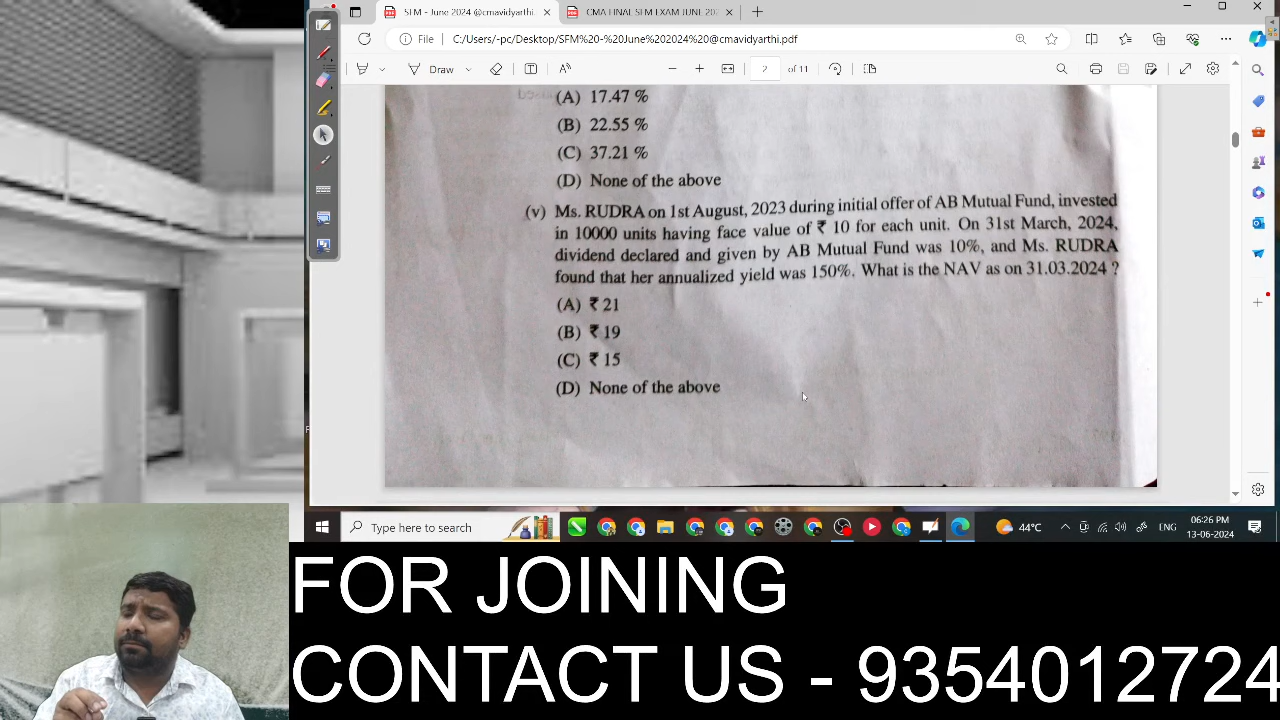 SFM - June 2024 @cmavidyarthi
CMA FINAL SFM EXAM JUNE 202
File
C:/Users/-pc/Desktop/SFM%20-%20June%202024%20@cmavidyarthi.pdf
Draw
2 of 11
(A) 17.47 %
(B) 22.55 %
(C) 37.21 %
(D) None of the above
(v) Ms. RUDRA on 1st August, 2023 during initial offer of AB Mutual Fund, invested
in 10000 units having face value of ₹ 10 for each unit. On 31st March, 2024,
dividend declared and given by AB Mutual Fund was 10%, and Ms. RUDRA
found that her annualized yield was 150%. What is the NAV as on 31.03.2024 ?
(A) ₹ 21
(B) ₹ 19
(C) ₹ 15
(D) None of the above
Type here to search
44°C
ENG
06:26 PM
13-06-2024
FOR JOINING
CONTACT US - 9354012724